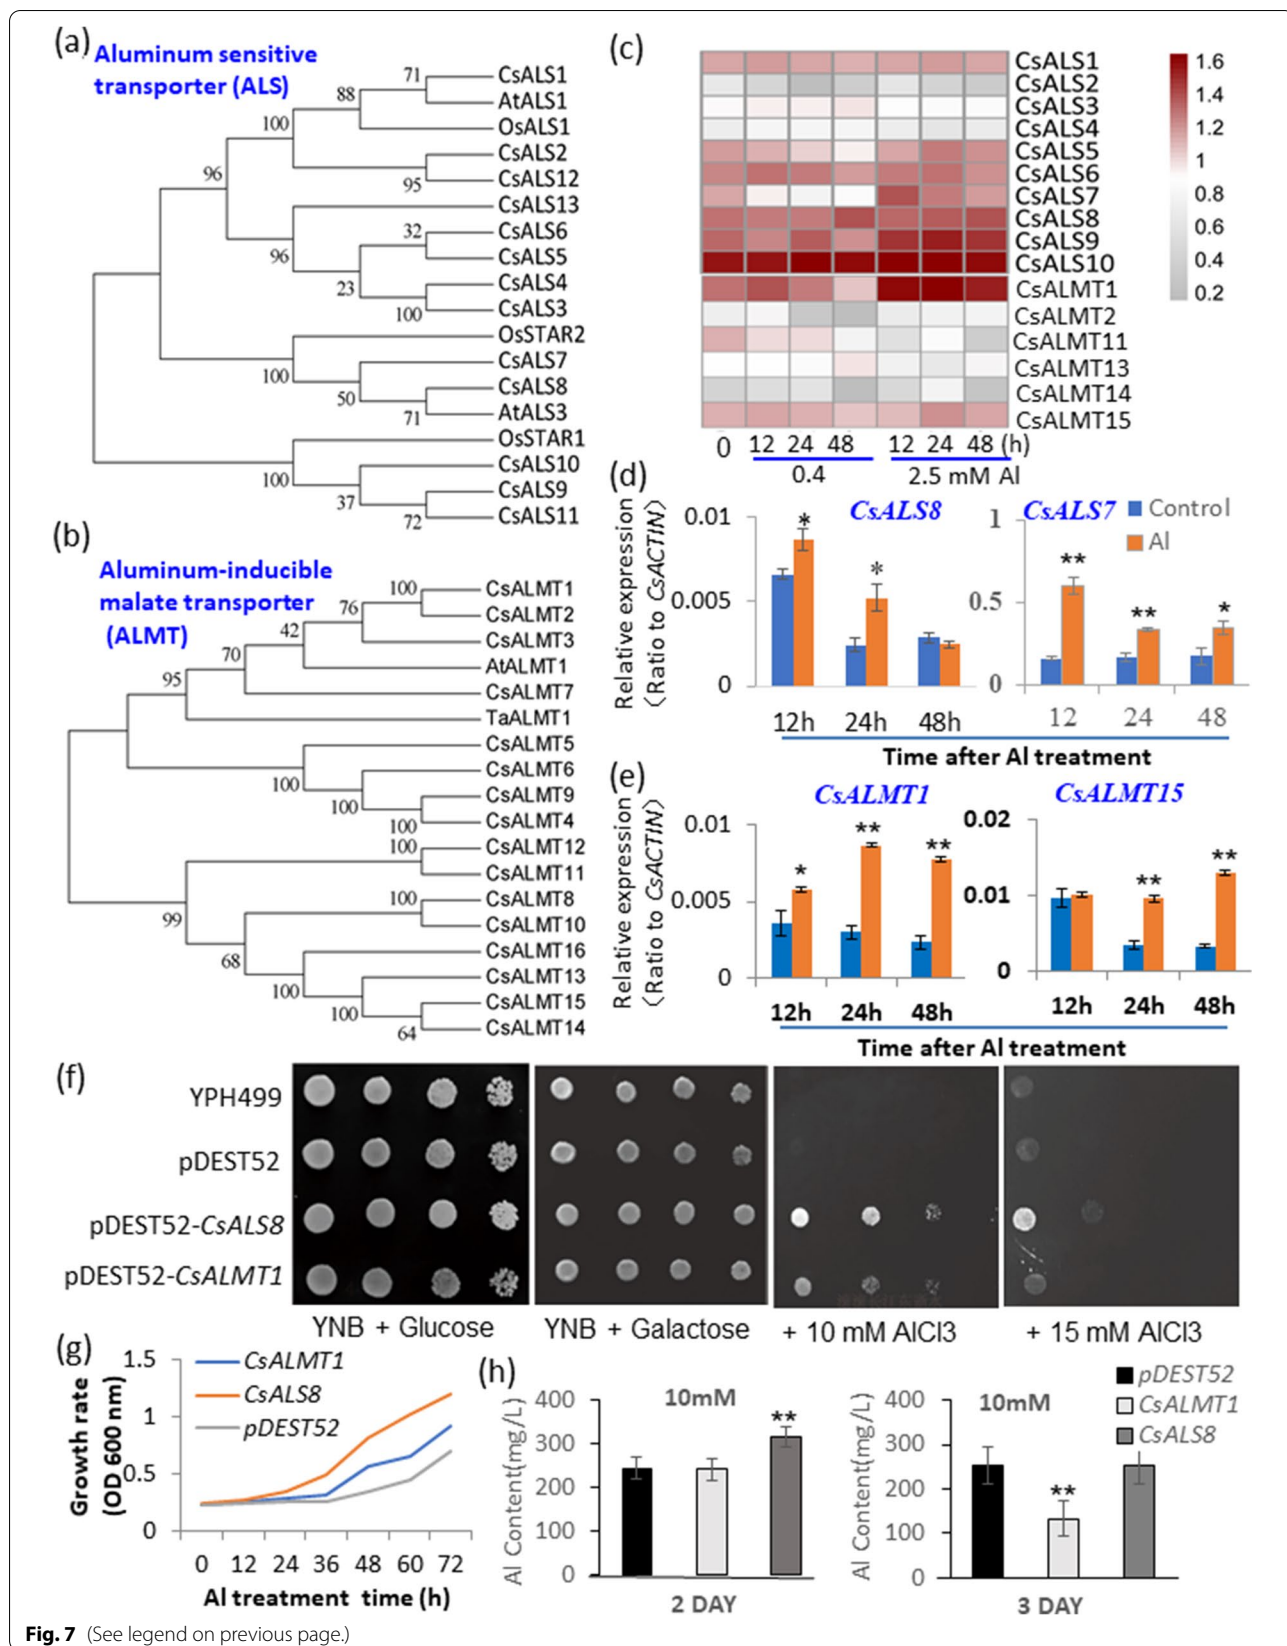 (a)
Aluminum sensitive
transporter (ALS)
71
88
100
96
95
96
32
23
100
100
50
71
100
37
72
CsALS1
AtALS1
OsALS1
CsALS2
CsALS12
CsALS13
CsALS6
CsALS5
CsALS4
CsALS3
OsSTAR2
CsALS7
CsALS8
AtALS3
OsSTAR1
CsALS10
CsALS9
CsALS11
(b)
Aluminum-inducible
malate transporter
(ALMT)
100
76
42
70
95
100
100
100
100
99
100
68
100
100
64
CsALMT1
CsALMT2
CsALMT3
AtALMT1
CsALMT7
TaALMT1
CsALMT5
CsALMT6
CsALMT9
CsALMT4
CsALMT12
CsALMT11
CsALMT8
CsALMT10
CsALMT16
CsALMT13
CsALMT15
CsALMT14
(c)
CsALS1
CsALS2
CsALS3
CsALS4
CsALS5
CsALS6
CsALS7
CsALS8
CsALS9
CsALS10
CsALMT1
CsALMT2
CsALMT11
CsALMT13
CsALMT14
CsALMT15
1.6
1.4
1.2
1
0.8
0.6
0.4
0.2
0 12 24 48 12 24 48 (h)
0.4 2.5 mM Al
(d)
Relative expression
(Ratio to CsACTIN)
CsALS8
0.01
0.005
0
* *
12h 24h 48h
CsALS7
Control
Al
1
0.5
0
** ** *
12 24 48
Time after Al treatment
(e)
Relative expression
(Ratio to CsACTIN)
CsALMT1
0.01
0.005
0
* ** **
12h 24h 48h
CsALMT15
0.02
0.01
0
** **
12h 24h 48h
Time after Al treatment
(f)
YPH499
pDEST52
pDEST52-CsALS8
pDEST52-CsALMT1
YNB + Glucose YNB + Galactose + 10 mM AlCl3 + 15 mM AlCl3
(g)
Growth rate
(OD 600 nm)
1.5
1
0.5
0
CsALMT1
CsALS8
pDEST52
0 12 24 36 48 60 72
Al treatment time (h)
(h)
Al Content(mg/L)
400
300
200
100
0
10mM
**
2 DAY
Al Content(mg/L)
400
300
200
100
0
10mM
**
3 DAY
pDEST52
CsALMT1
CsALS8
Fig. 7 (See legend on previous page.)